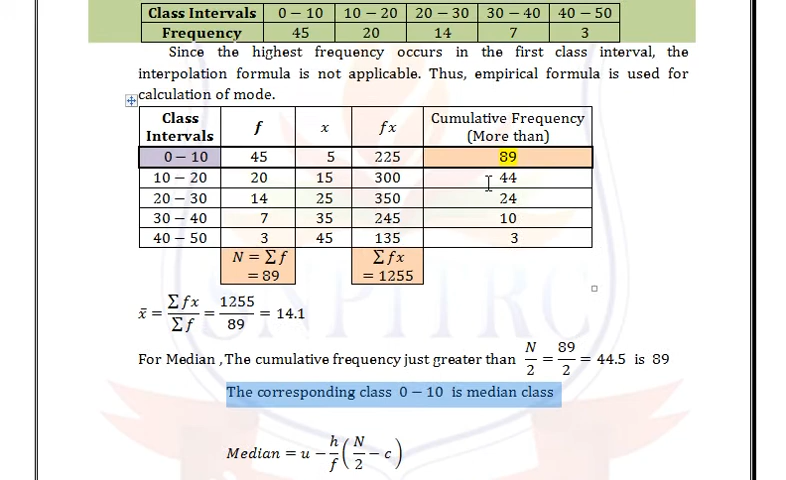 Class Intervals 0 – 10 10 – 20 20 – 30 30 – 40 40 – 50
Frequency 45 20 14 7 3
Since the highest frequency occurs in the first class interval, the
interpolation formula is not applicable. Thus, empirical formula is used for
calculation of mode.
Class Intervals f x fx Cumulative Frequency (More than)
0 – 10 45 5 225 89
10 – 20 20 15 300 44
20 – 30 14 25 350 24
30 – 40 7 35 245 10
40 – 50 3 45 135 3
N = Σ f = 89 Σ fx = 1255
x̄ = Σ fx / Σ f = 1255 / 89 = 14.1
For Median , The cumulative frequency just greater than N/2 = 89/2 = 44.5 is 89
The corresponding class 0 – 10 is median class
Median = u – h/f (N/2 – c)
SNPITRC